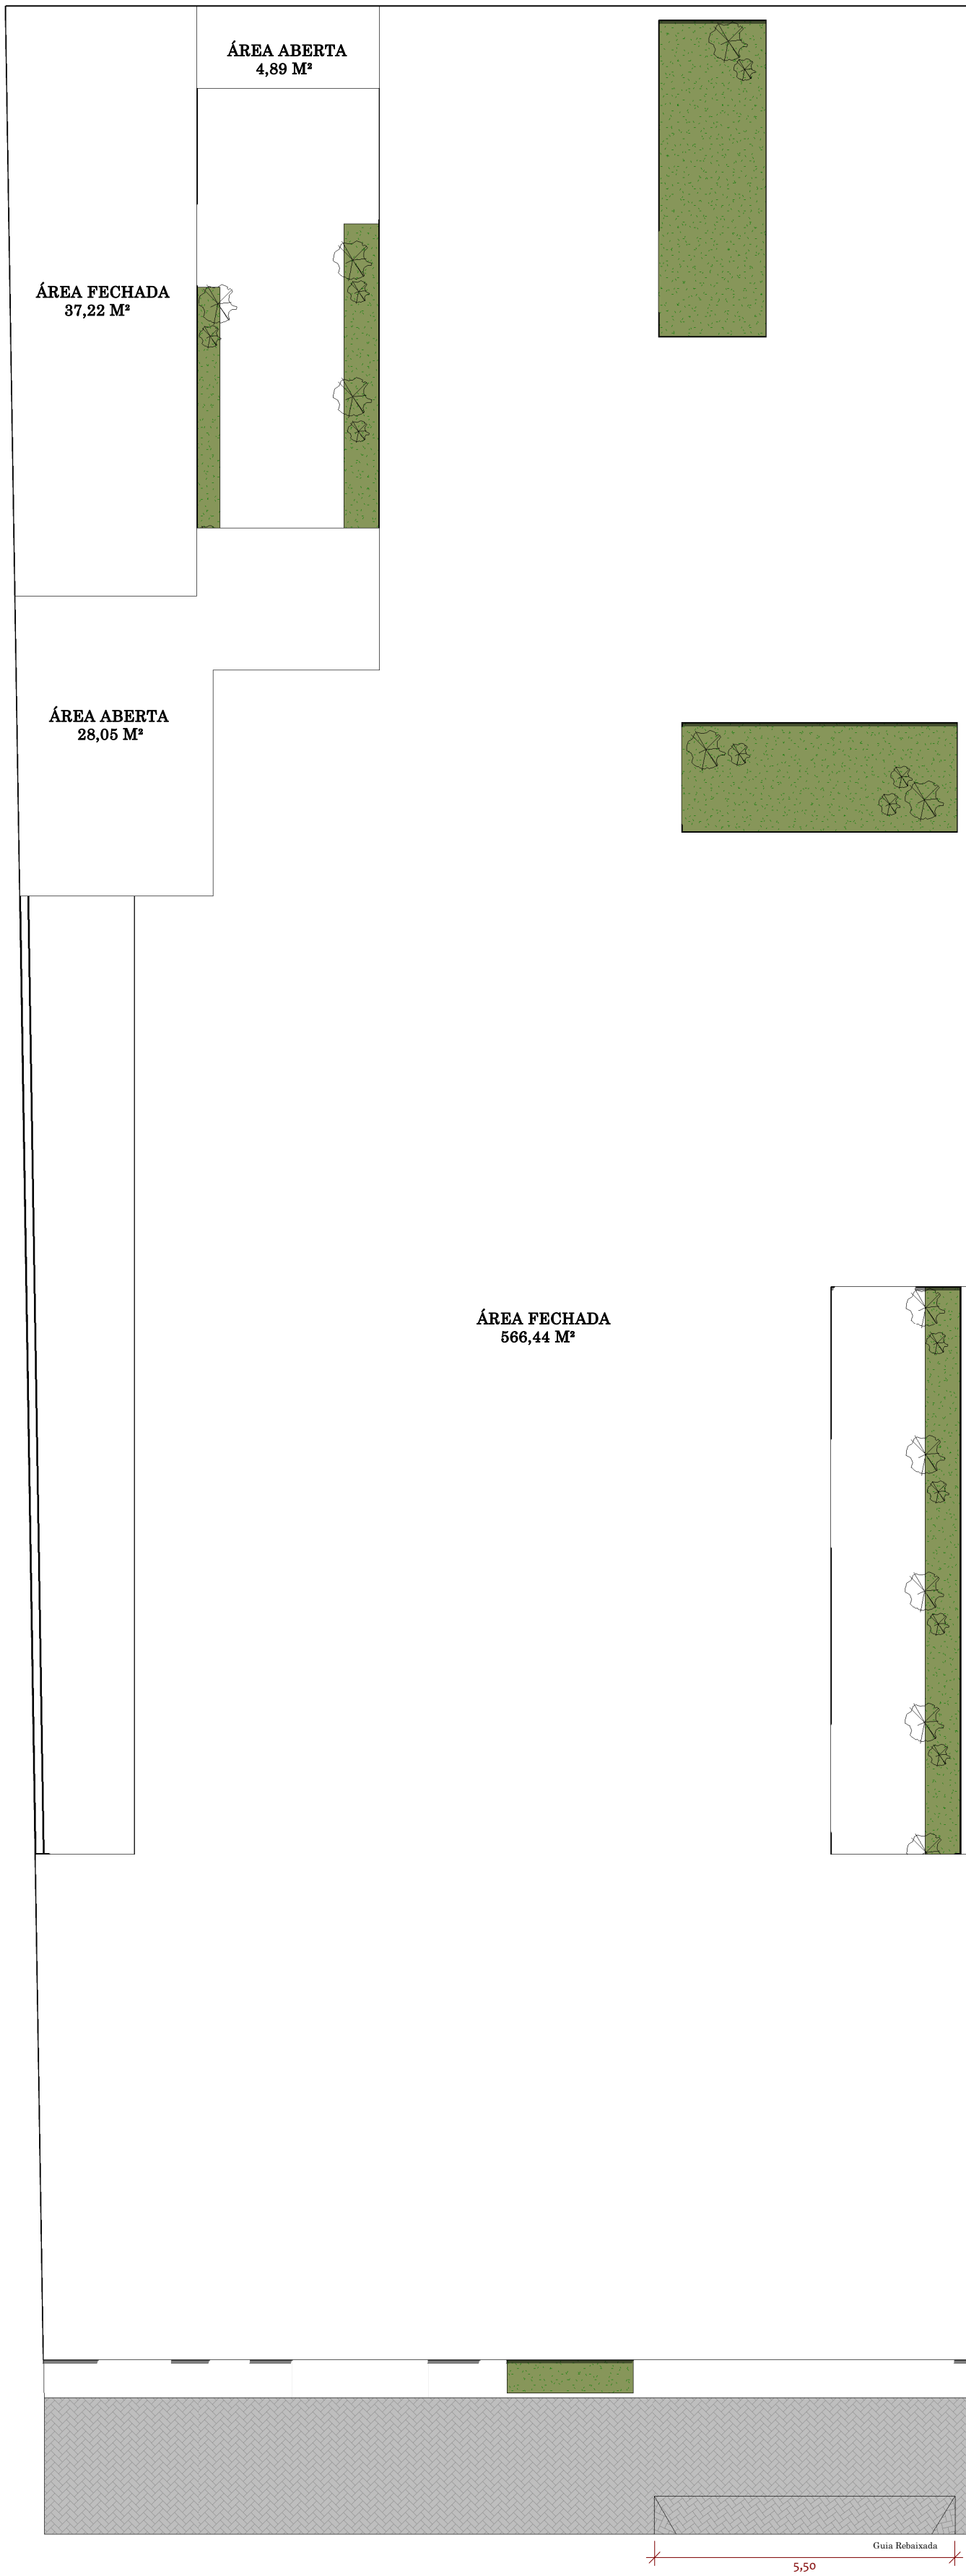 ÁREA ABERTA
4,89 M²
ÁREA FECHADA
37,22 M²
ÁREA ABERTA
28,05 M²
ÁREA FECHADA
566,44 M²
Guia Rebaixada
5,50